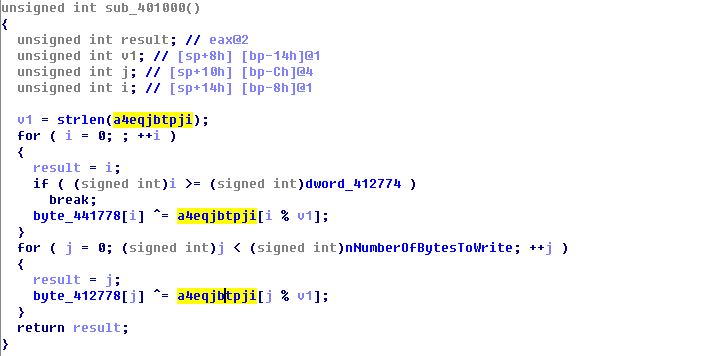 unsigned int sub_401000()
{
unsigned int result; // eax@2
unsigned int v1; // [sp+8h] [bp-14h]@1
unsigned int j; // [sp+10h] [bp-Ch]@4
unsigned int i; // [sp+14h] [bp-8h]@1
v1 = strlen(a4eqjbtpji);
for ( i = 0; ; ++i )
{
result = i;
if ( (signed int)i >= (signed int)dword_412774 )
break;
byte_441778[i] ^= a4eqjbtpji[i % v1];
}
for ( j = 0; (signed int)j < (signed int)nNumberOfBytesToWrite; ++j )
{
result = j;
byte_412778[j] ^= a4eqjbtpji[j % v1];
}
return result;
}